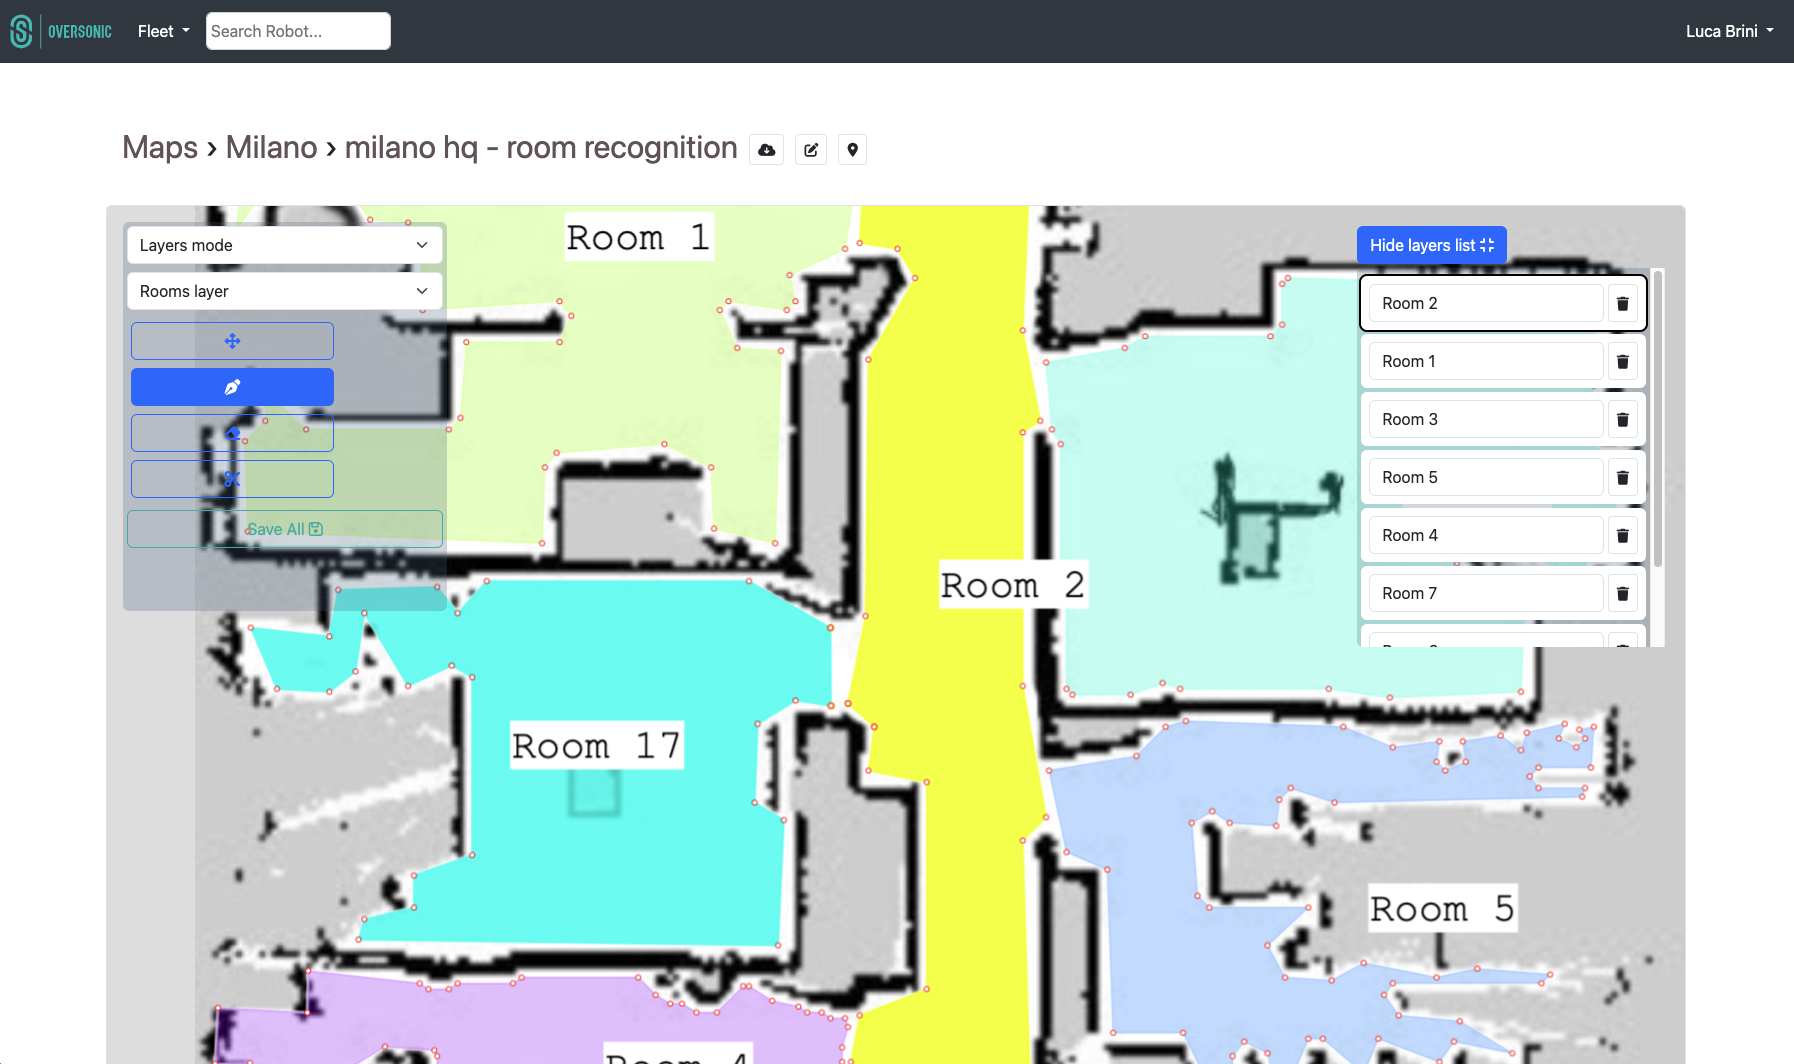 OVERSONIC
Fleet
Search Robot...
Luca Brini
Maps › Milano › milano hq - room recognition
Layers mode
Rooms layer
Save All
Hide layers list
Room 2
Room 1
Room 3
Room 5
Room 4
Room 7
Room 1
Room 2
Room 17
Room 5
Room 4